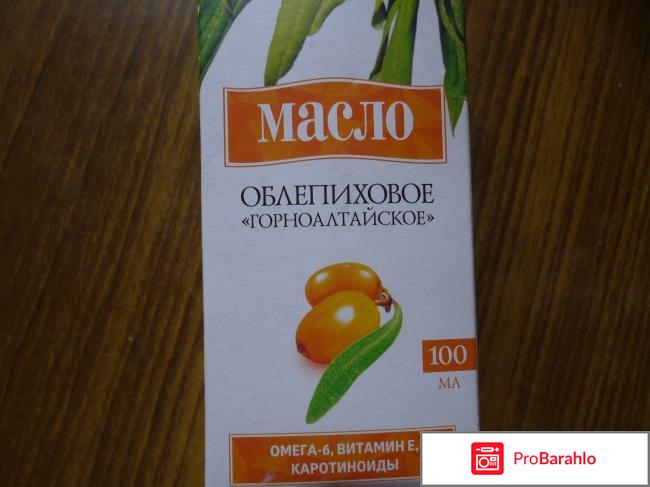 масло
ОБЛЕПИХОВОЕ
«ГОРНОАЛТАЙСКОЕ»
100
МЛ
ОМЕГА-6, ВИТАМИН Е,
КАРОТИНОИДЫ
ProBarahlo